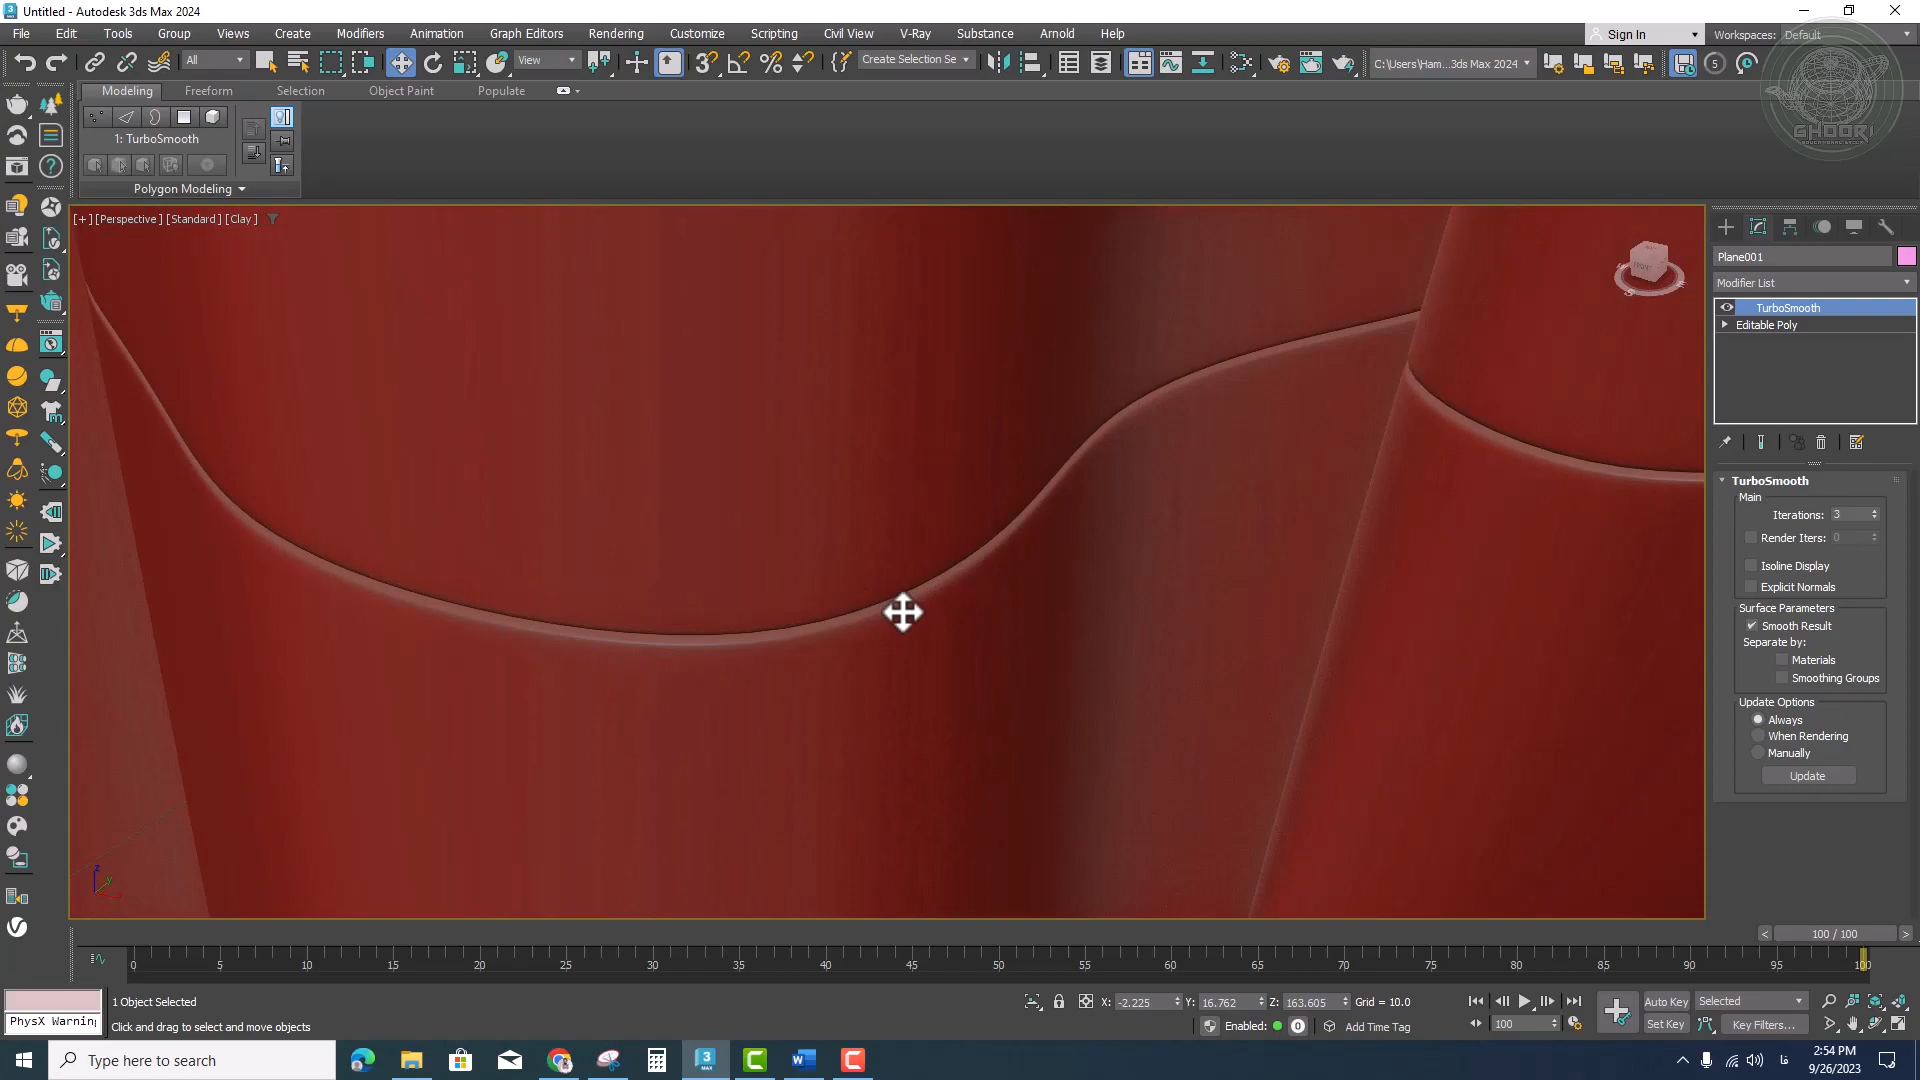 Untitled - Autodesk 3ds Max 2024
File Edit Tools Group Views Create Modifiers Animation Graph Editors Rendering Customize Scripting Civil View V-Ray Substance Arnold Help
Sign In Workspaces: Default
All View Create Selection Se C:\Users\Ham...3ds Max 2024 5
Modeling Freeform Selection Object Paint Populate
GHOORI
EDUCATIONAL GROUP
1: TurboSmooth
Polygon Modeling
[+] [Perspective] [Standard] [Clay]
Plane001
Modifier List
TurboSmooth
Editable Poly
TurboSmooth
Main
Iterations: 3
Render Iters: 0
Isoline Display
Explicit Normals
Surface Parameters
Smooth Result
Separate by:
Materials
Smoothing Groups
Update Options
Always
When Rendering
Manually
Update
< 100 / 100 >
0 5 10 15 20 25 30 35 40 45 50 55 60 65 70 75 80 85 90 95 100
1 Object Selected
X: -2.225 Y: 16.762 Z: 163.605 Grid = 10.0
Auto Key Selected
PhysX Warning
Click and drag to select and move objects
Enabled: 0 Add Time Tag
100
Set Key Key Filters...
Type here to search
2:54 PM
9/26/2023